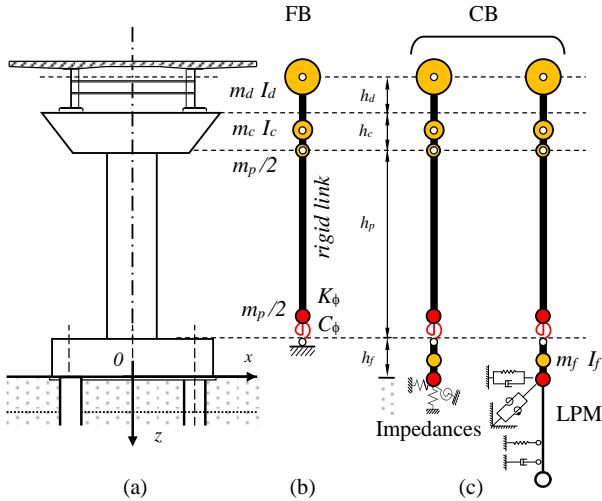 FB
CB
m_d I_d
h_d
m_c I_c
h_c
m_p/2
rigid link
h_p
m_p/2
K_ϕ
C_ϕ
0
x
h_f
m_f I_f
z
Impedances
LPM
(a)
(b)
(c)